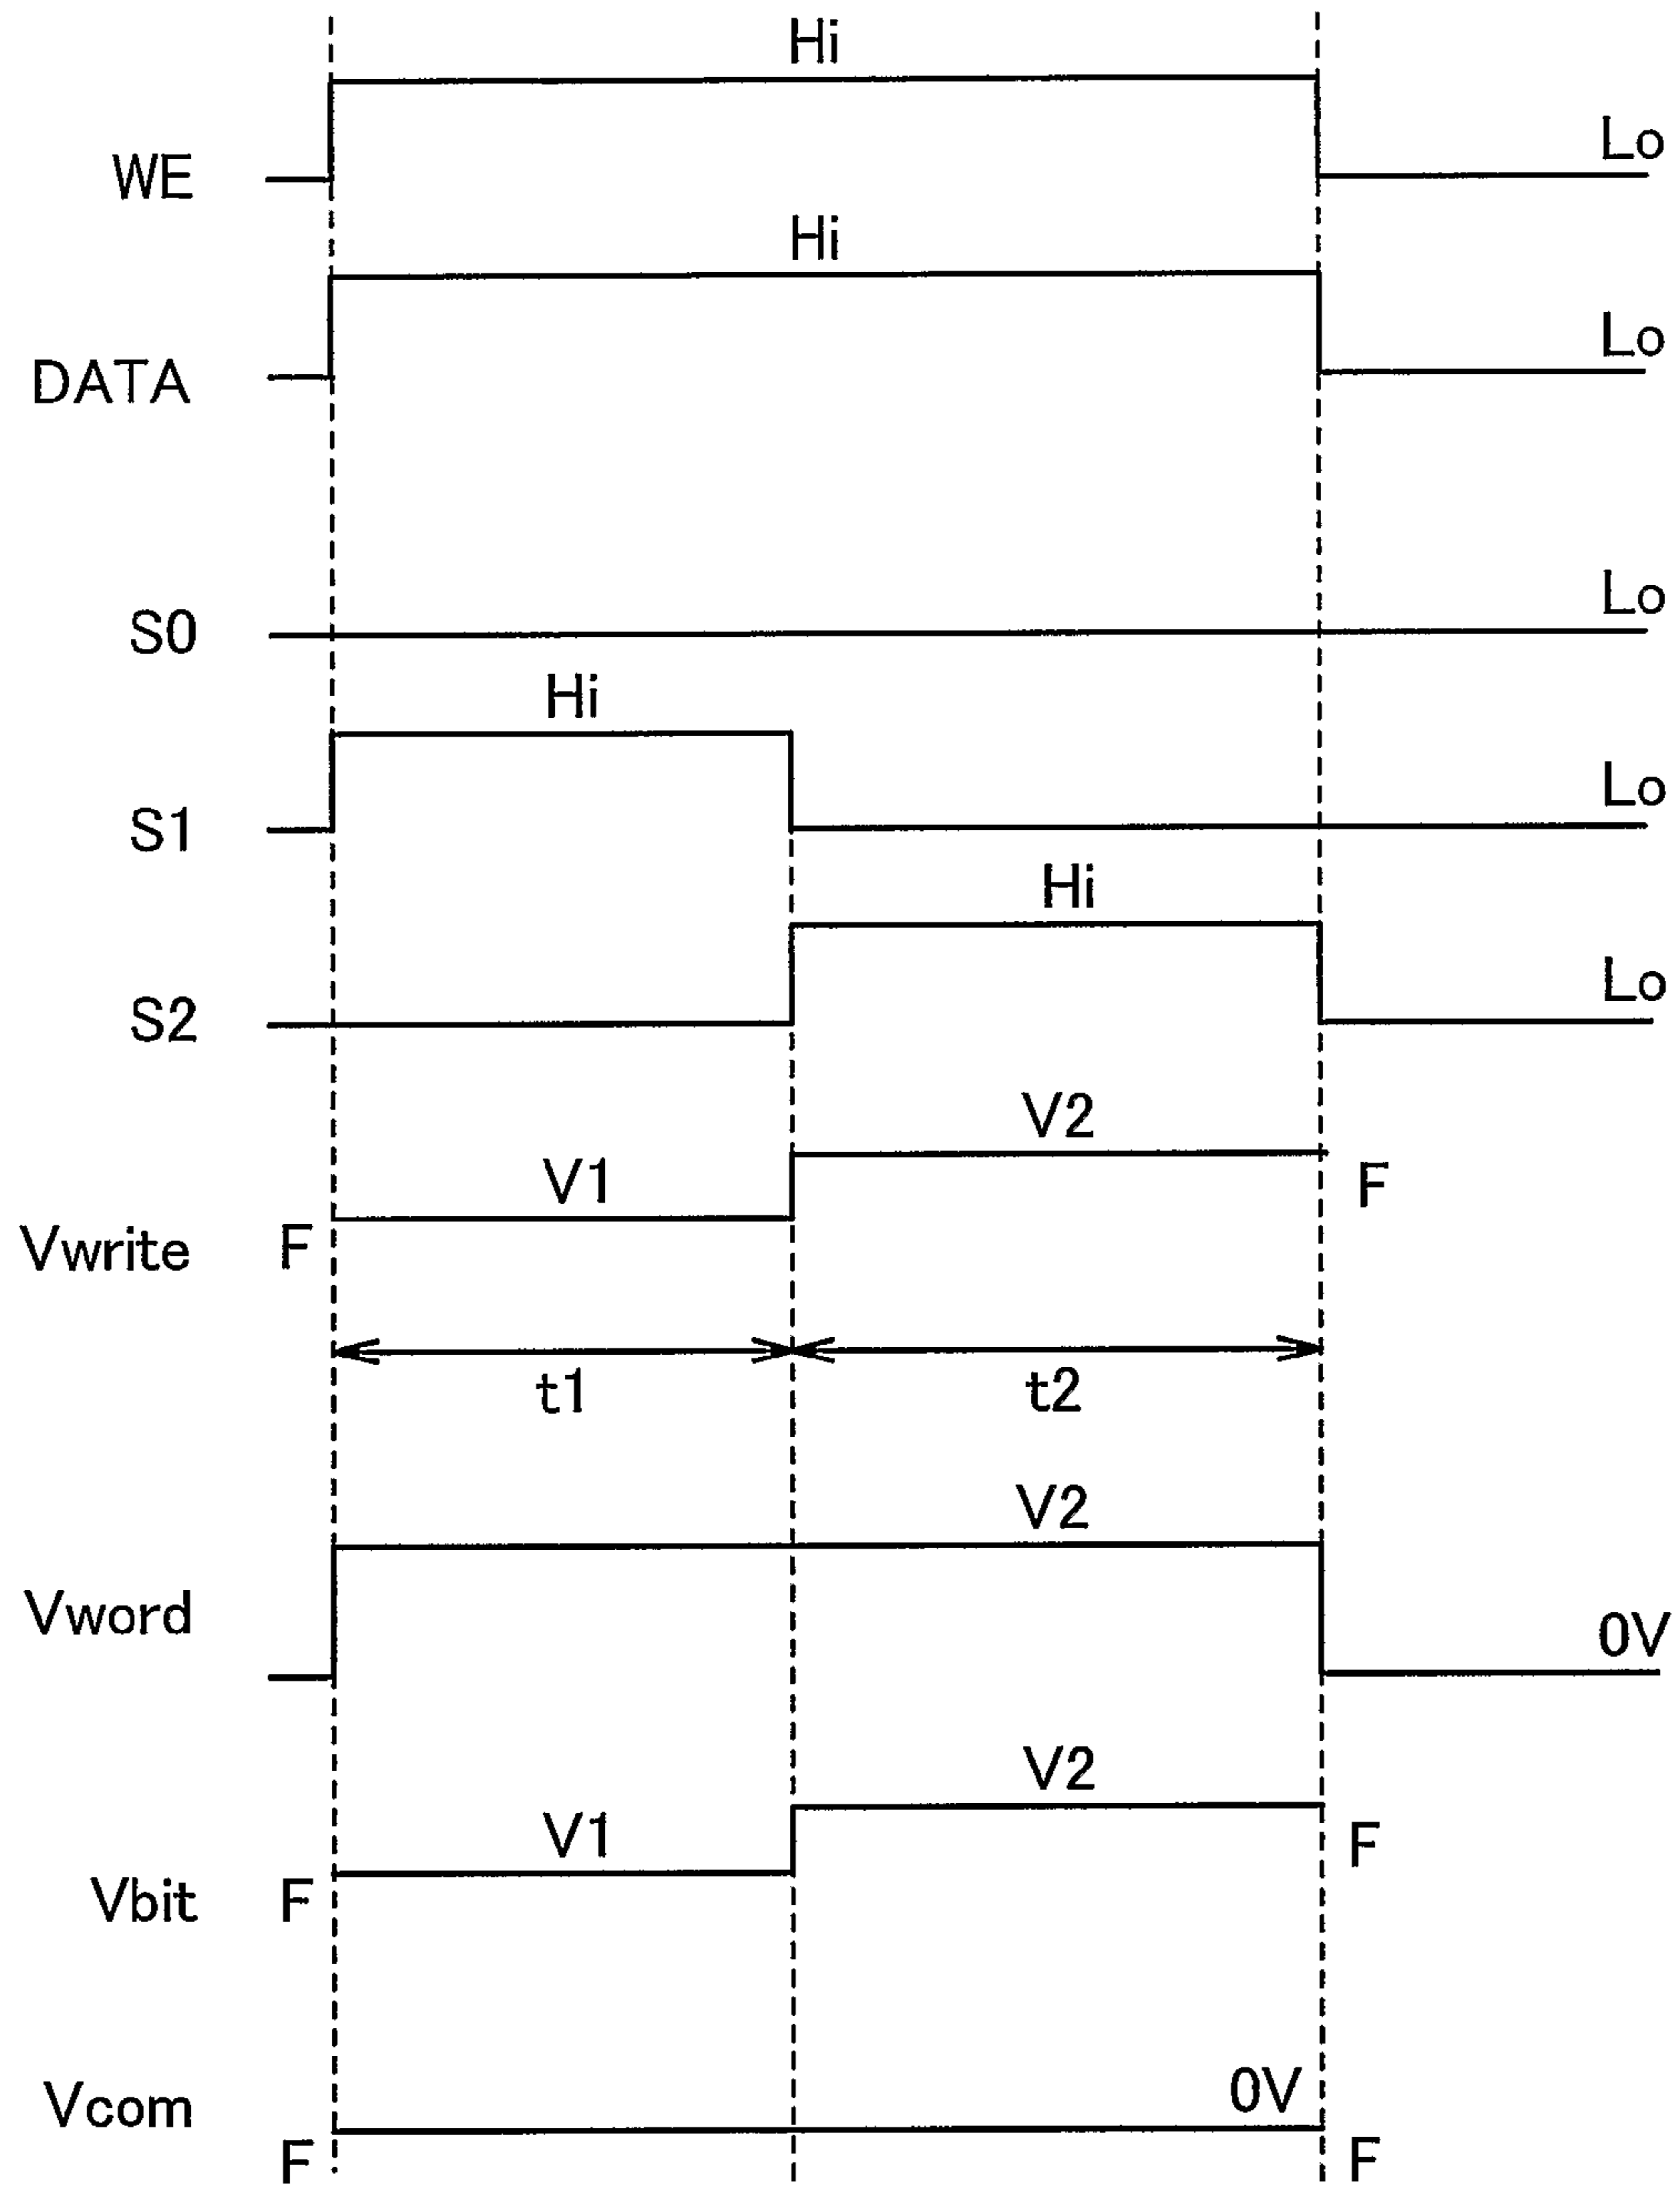 Hi
WE Lo
Hi
DATA Lo
S0 Lo
Hi
S1 Lo
Hi
S2 Lo
V2
V1 F
Vwrite F
t1 t2
V2
Vword 0V
V2
V1 F
Vbit F
0V
Vcom
F F